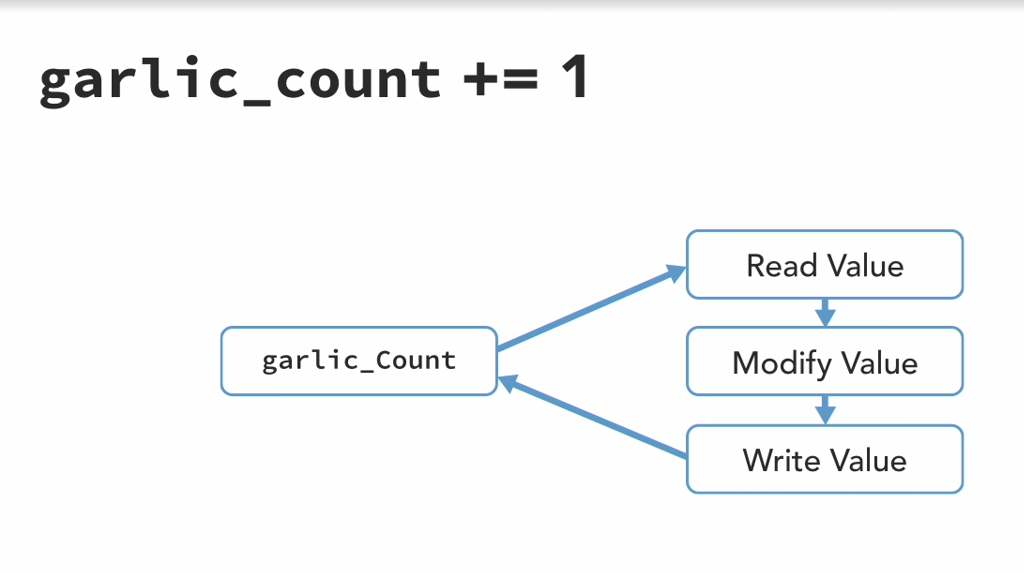 garlic_count += 1
Read Value
garlic_Count
Modify Value
Write Value